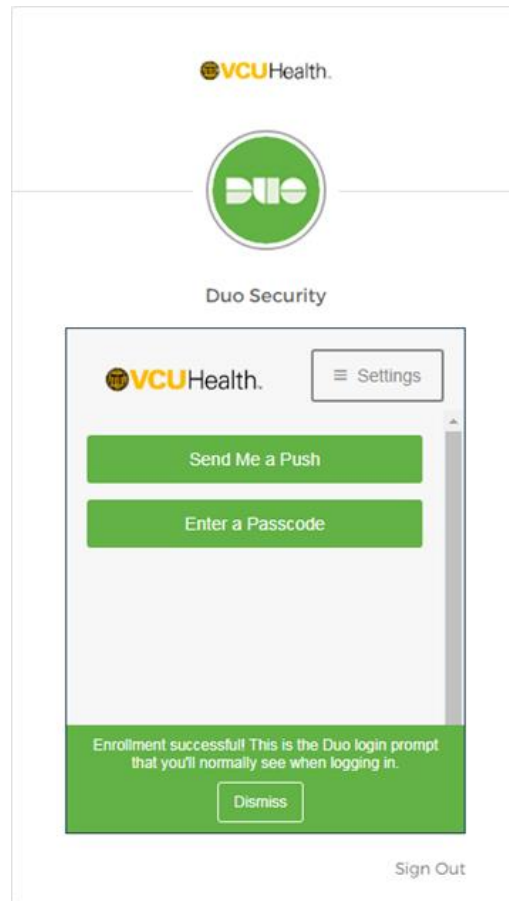 VCUHealth.
DUO
Duo Security
VCUHealth.
≡ Settings
Send Me a Push
Enter a Passcode
Enrollment successful! This is the Duo login prompt
that you'll normally see when logging in.
Dismiss
Sign Out